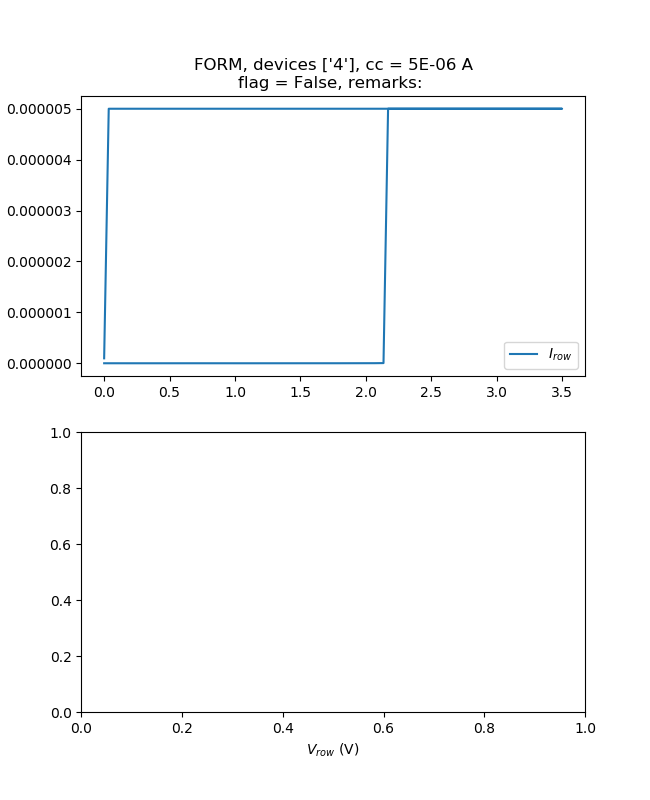 FORM, devices ['4'], cc = 5E-06 A
flag = False, remarks:
0.000005
0.000004
0.000003
0.000002
0.000001
0.000000
I_row
0.0 0.5 1.0 1.5 2.0 2.5 3.0 3.5
1.0
0.8
0.6
0.4
0.2
0.0
0.0 0.2 0.4 0.6 0.8 1.0
V_row (V)